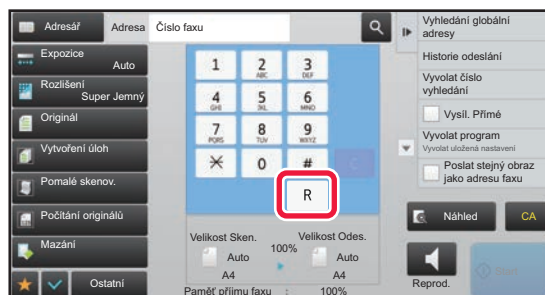 Adresář
Adresa
Číslo faxu
Expozice
Auto
Rozlišení
Super Jemný
Originál
Vytvoření úloh
Pomalé skenov.
Počítání originálů
Mazání
Ostatní
1
2 ABC
3 DEF
4 GHI
5 JKL
6 MNO
7 PQRS
8 TUV
9 WXYZ
0
#
C
R
Velikost Sken.
100%
Velikost Odes.
Auto
A4
Auto
A4
Paměť příjmu faxu : 100%
Vyhledání globální
adresy
Historie odeslání
Vyvolat číslo
vyhledání
Vysíl. Přímé
Vyvolat program
Vyvolat uložená nastavení
Poslat stejný obraz
jako adresu faxu
Náhled
CA
Reprod.
Start